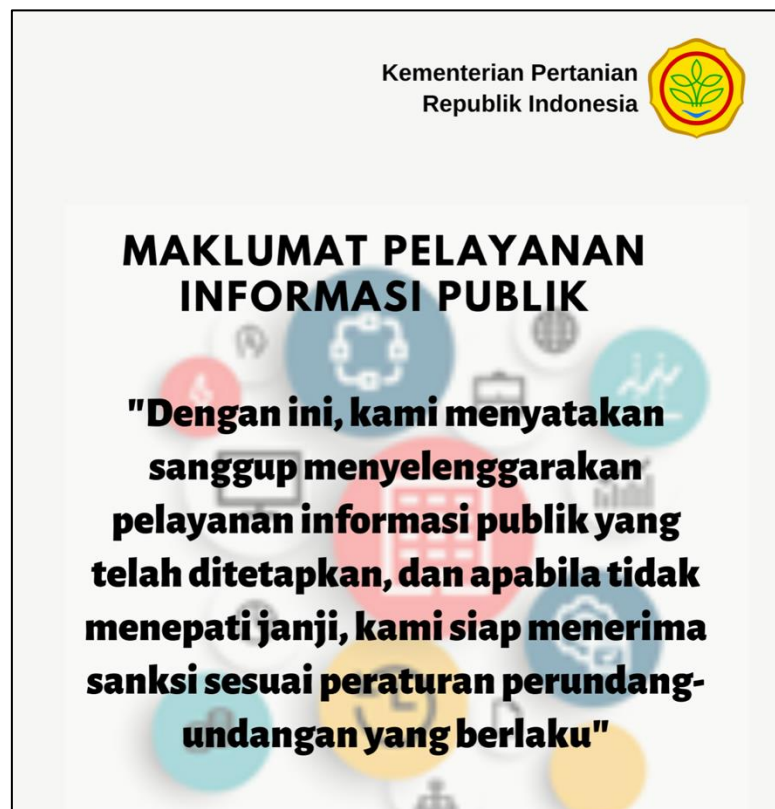 Kementerian Pertanian
Republik Indonesia
MAKLUMAT PELAYANAN
INFORMASI PUBLIK
"Dengan ini, kami menyatakan
sanggup menyelenggarakan
pelayanan informasi publik yang
telah ditetapkan, dan apabila tidak
menepati janji, kami siap menerima
sanksi sesuai peraturan perundang-
undangan yang berlaku"